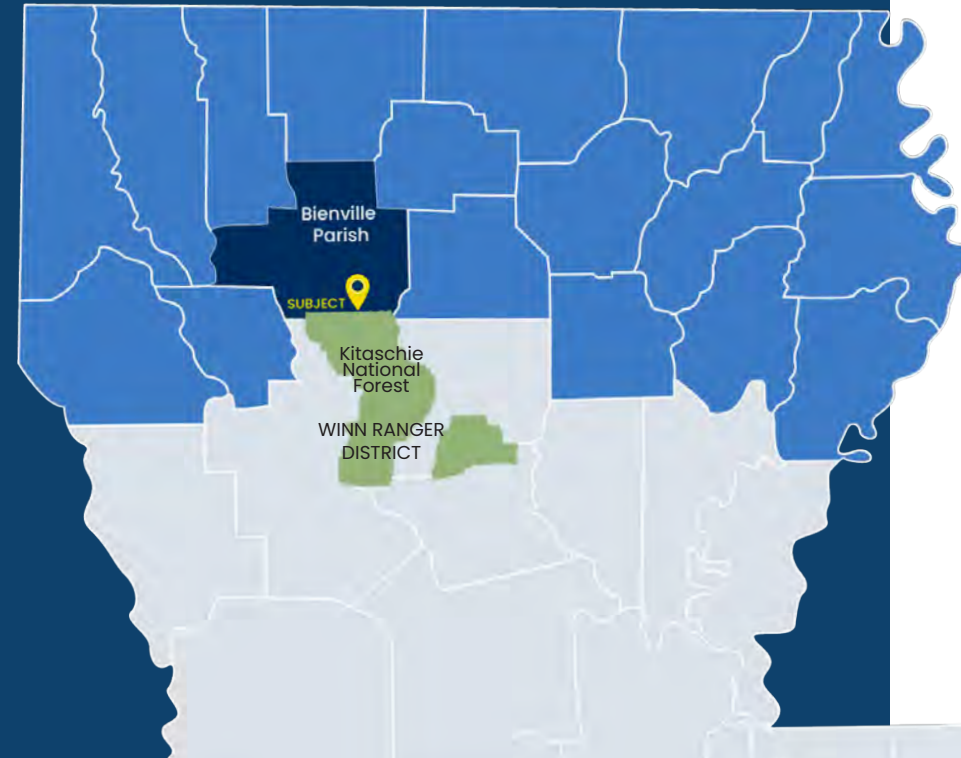 Bienville
Parish
SUBJECT
Kitaschie
National
Forest
WINN RANGER
DISTRICT